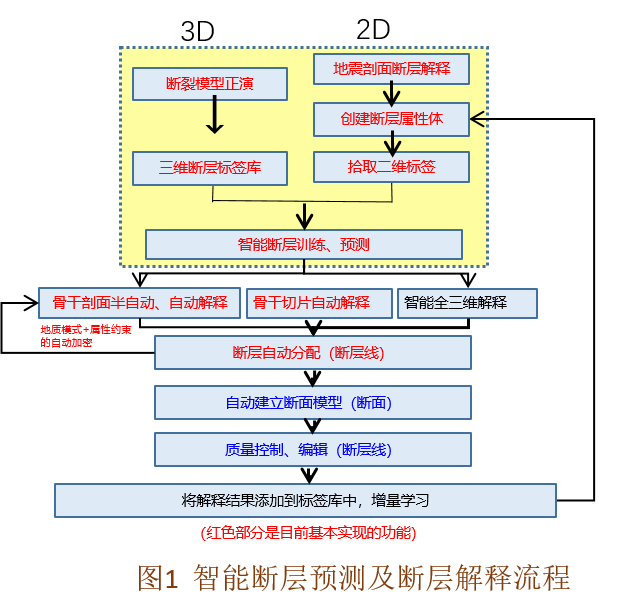 3D
2D
断裂模型正演
地震剖面断层解释
创建断层属性体
三维断层标签库
拾取二维标签
智能断层训练、预测
骨干剖面半自动、自动解释
骨干切片自动解释
智能全三维解释
地质模式+属性约束
的自动加密
断层自动分配（断层线）
自动建立断面模型（断面）
质量控制、编辑（断层线）
将解释结果添加到标签库中，增量学习
(红色部分是目前基本实现的功能)
图1 智能断层预测及断层解释流程